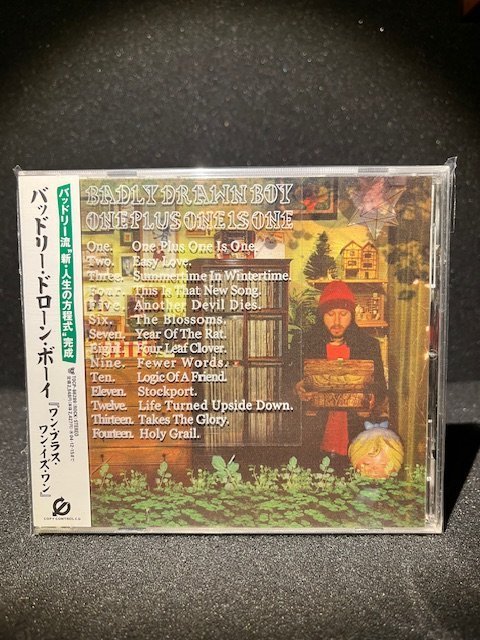 バッドリー流"新・人生の方程式"完成
バッドリー・ドローン・ボーイ
『ワン・プラス・
ワン・イズ・ワン』
COPY CONTROL CD
BADLY DRAWN BOY
ONE PLUS ONE IS ONE
One. One Plus One Is One.
Two. Easy Love.
Three. Summertime In Wintertime.
Four. This Is That New Song.
Five. Another Devil Dies.
Six. The Blossoms.
Seven. Year Of The Rat.
Eight. Four Leaf Clover.
Nine. Fewer Words.
Ten. Logic Of A Friend.
Eleven. Stockport.
Twelve. Life Turned Upside Down.
Thirteen. Takes The Glory.
Fourteen. Holy Grail.